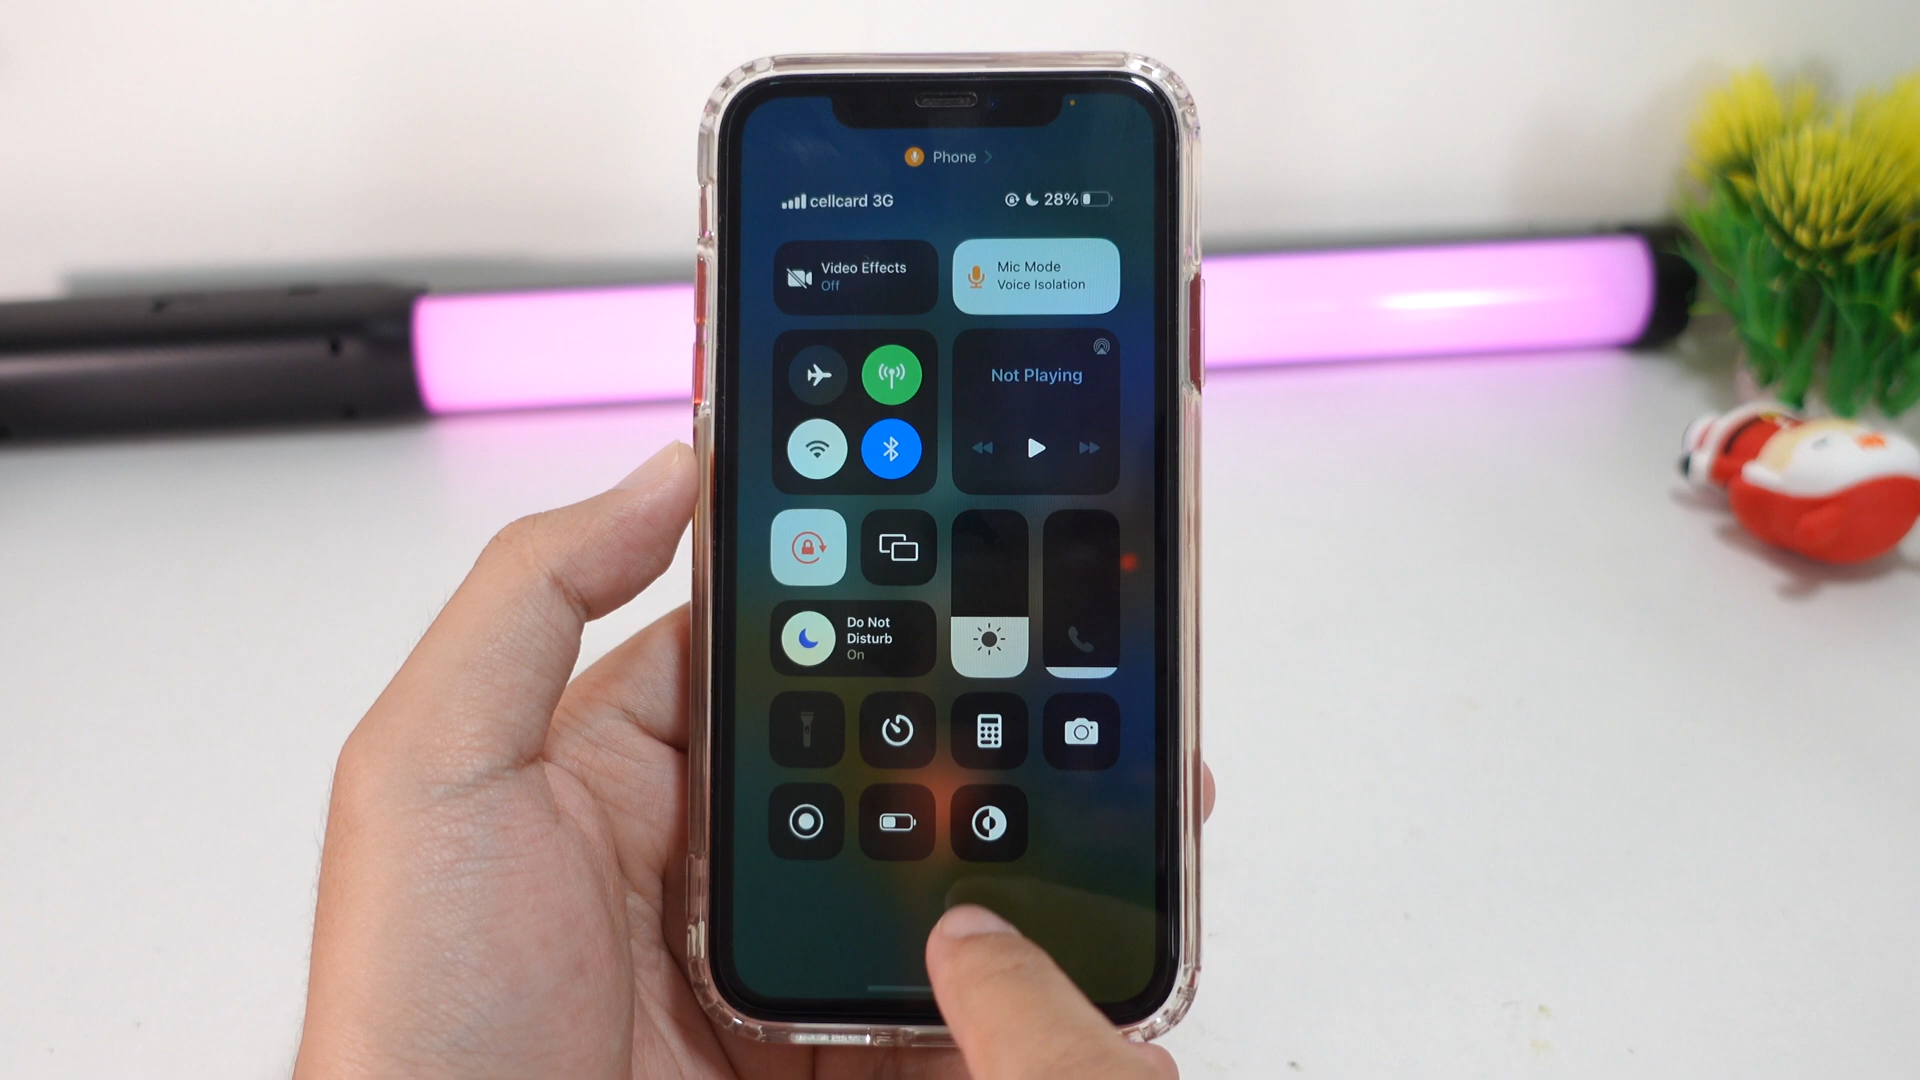 Phone
cellcard 3G
28%
Video Effects
Off
Mic Mode
Voice Isolation
Not Playing
Do Not
Disturb
On